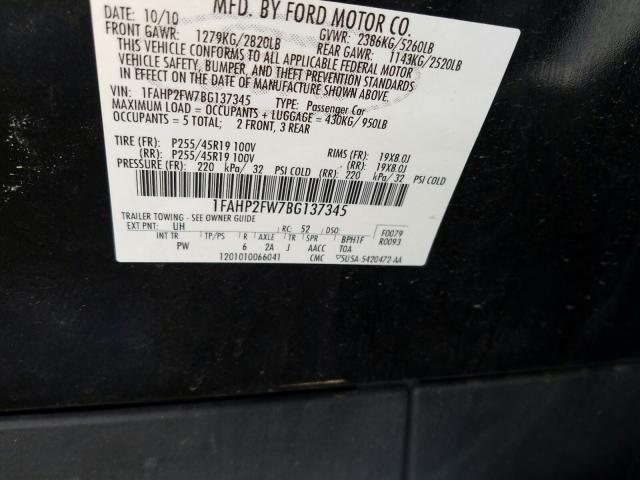 MFD. BY FORD MOTOR CO.
DATE: 10/10
FRONT GAWR: 1279KG/2820LB
GVWR: 2386KG/5260LB
REAR GAWR: 1143KG/2520LB
THIS VEHICLE CONFORMS TO ALL APPLICABLE FEDERAL MOTOR
VEHICLE SAFETY, BUMPER, AND THEFT PREVENTION STANDARDS
IN EFFECT ON THE DATE OF MANUFACTURE SHOWN ABOVE.
VIN: 1FAHP2FW7BG137345 TYPE: Passenger Car
MAXIMUM LOAD = OCCUPANTS + LUGGAGE = 430KG/950LB
OCCUPANTS = 5 TOTAL; 2 FRONT, 3 REAR
TIRE (FR): P255/45R19 100V RIMS (FR): 19X8.0J
(RR): P255/45R19 100V (RR): 19X8.0J
PRESSURE (FR): 220 kPa/ 32 PSI COLD (RR): 220 kPa/ 32 PSI COLD
1FAHP2FW7BG137345
TRAILER TOWING - SEE OWNER GUIDE
EXT PNT: UH RC: 52 DSO: F0079
INT TR TP/PS R AXLE TR SPR BPH1F R0093
PW 6 2A J AACC TOA
1201010066041 CMC 5USA-5420472-AA